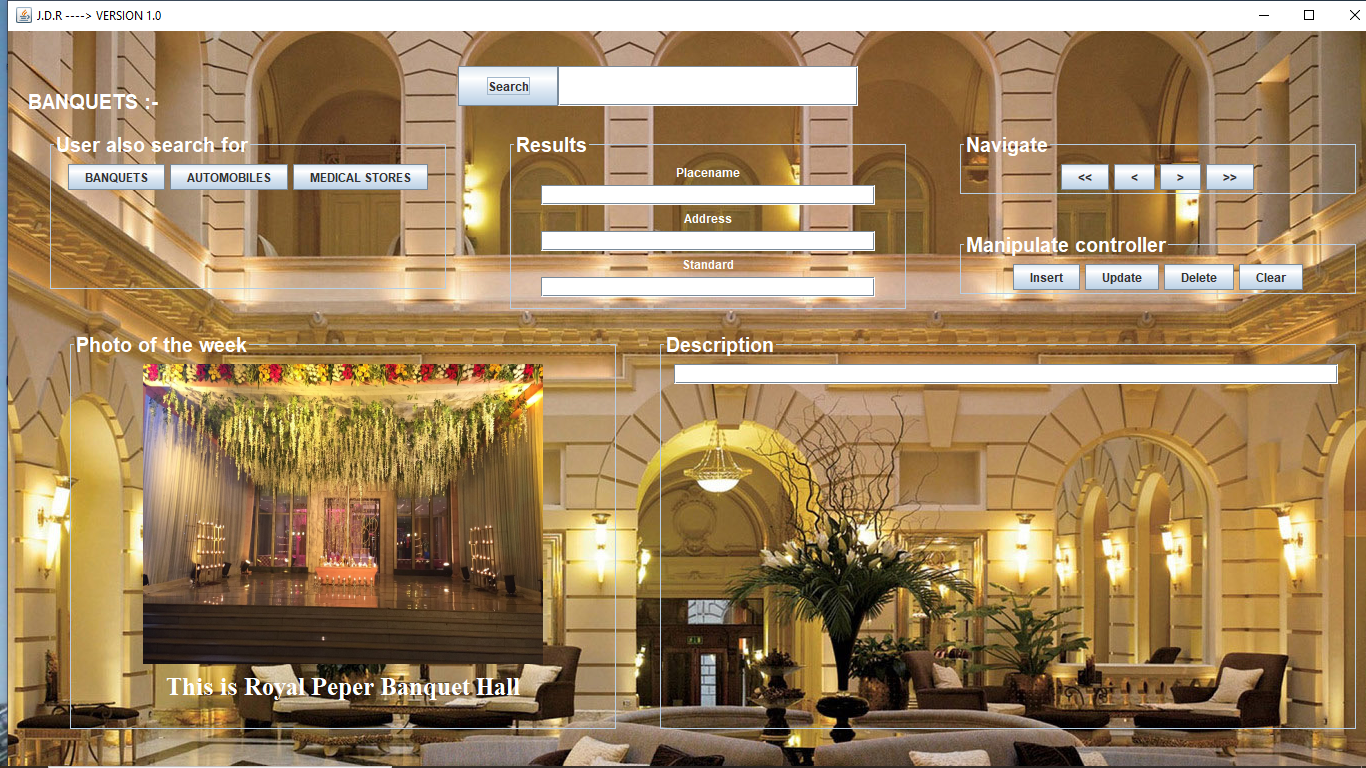 J.D.R ----> VERSION 1.0
Search
BANQUETS :-
User also search for
BANQUETS
AUTOMOBILES
MEDICAL STORES
Results
Placename
Address
Standard
Navigate
<< < > >>
Manipulate controller
Insert Update Delete Clear
Photo of the week
This is Royal Peper Banquet Hall
Description